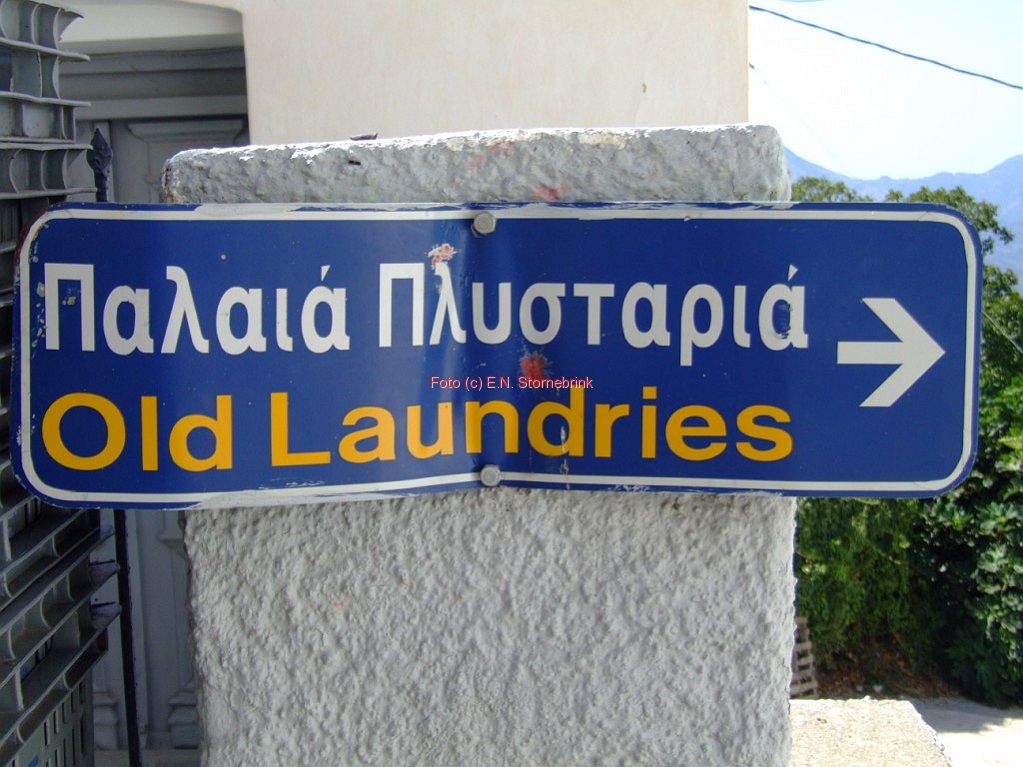 Παλαιά Πλυσταριά
Foto (c) E.N. Stornebrink
Old Laundries